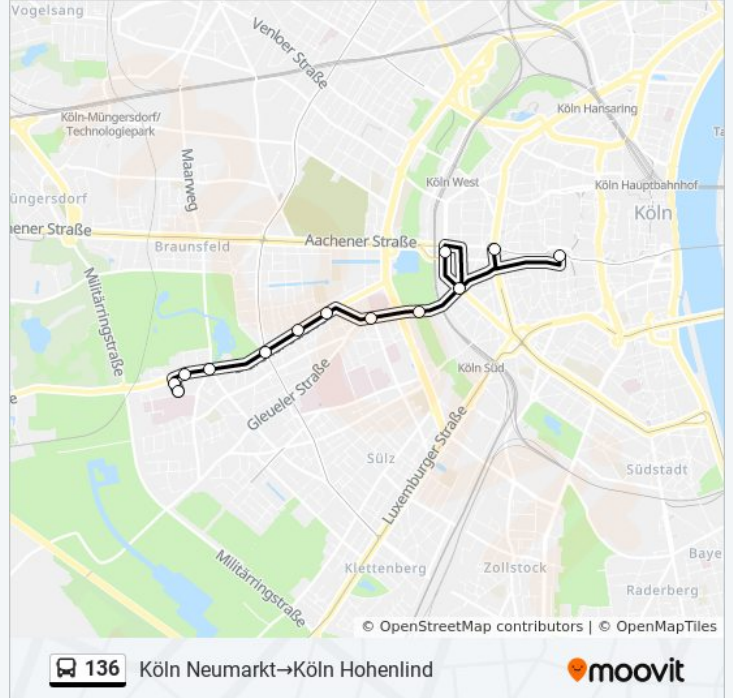 Vogelsang
Venloer Straße
Köln Hansaring
Köln-Müngersdorf/
Technologiepark
Maarweg
Köln West
Köln Hauptbahnhof
Köln
üngersdorf
hener Straße
Braunsfeld
Aachener Straße
Militärringstraße
Köln Süd
Gleueler Straße
Luxemburger Straße
Sülz
Südstadt
Militärringstraße
Klettenberg
Zollstock
Baye
Raderberg
© OpenStreetMap contributors | © OpenMapTiles
136 Köln Neumarkt→Köln Hohenlind
moovit